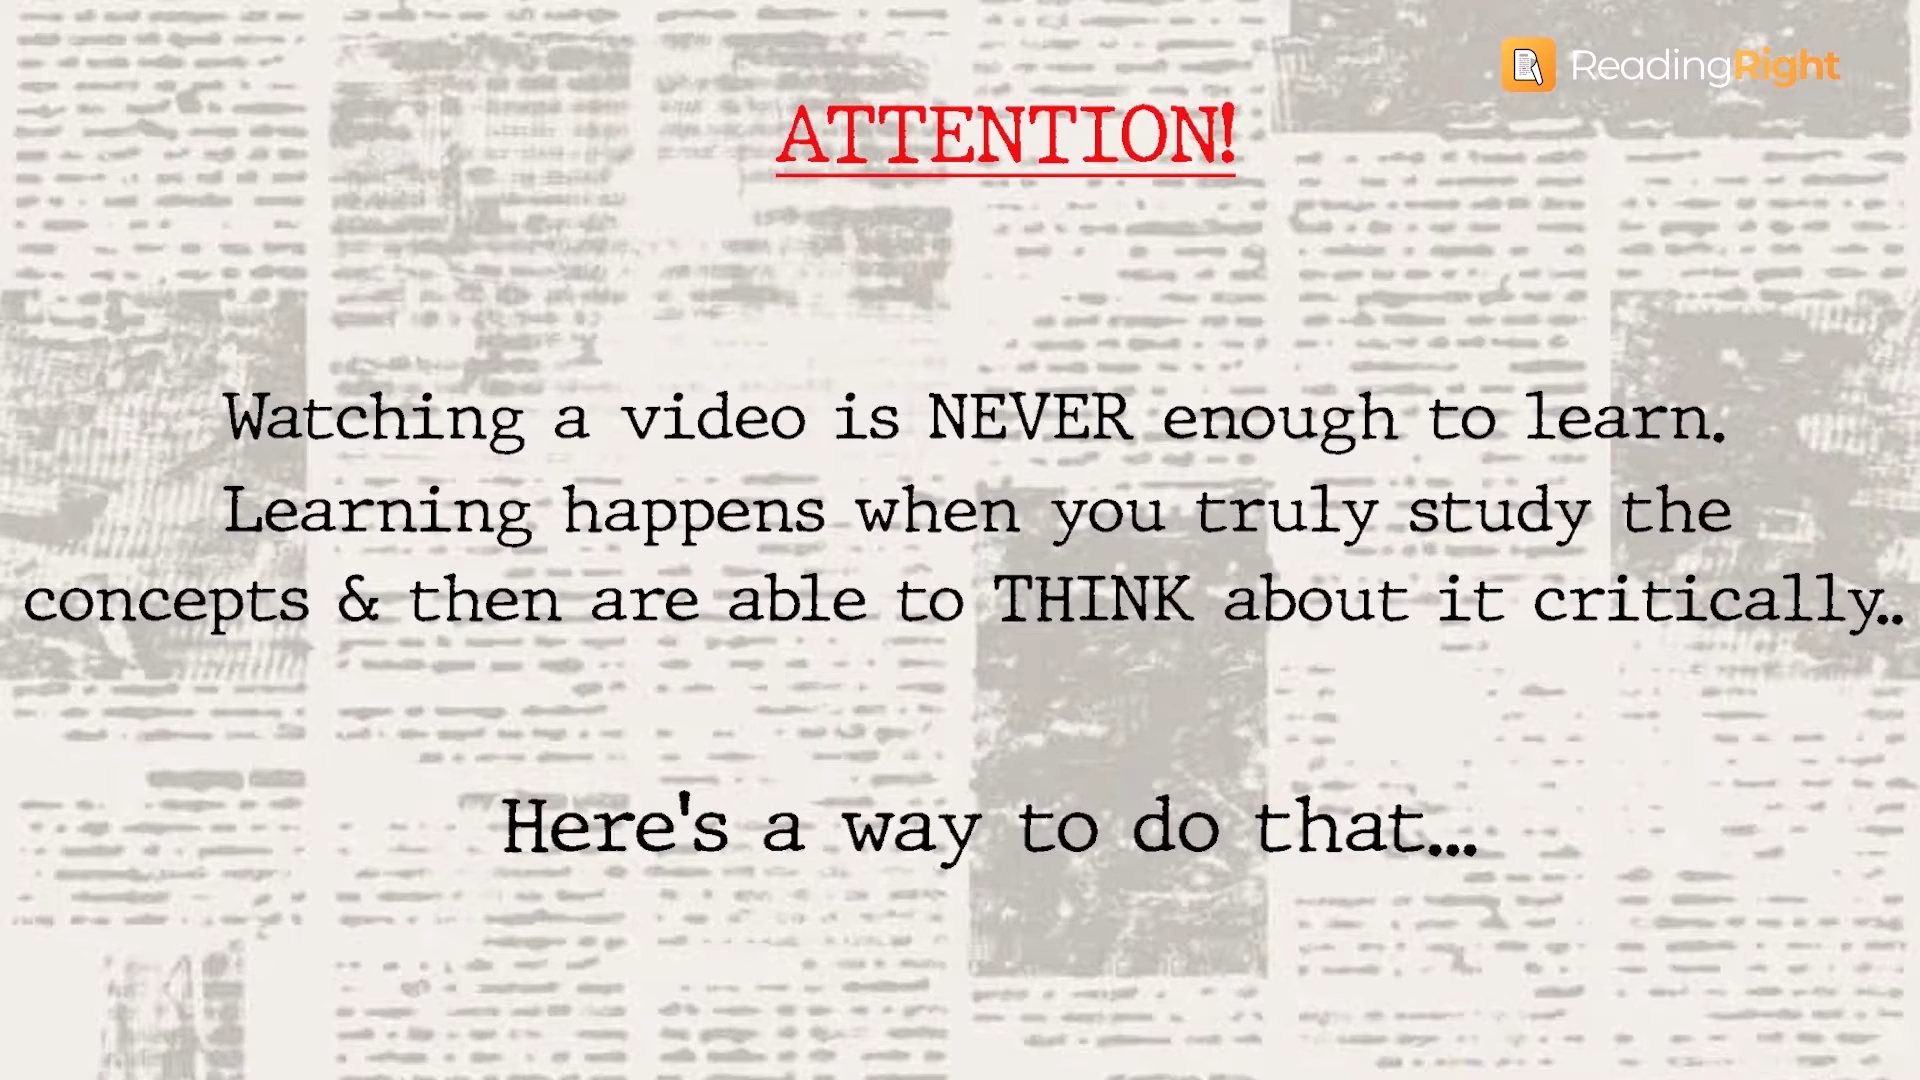 ReadingRight
ATTENTION!
Watching a video is NEVER enough to learn.
Learning happens when you truly study the
concepts & then are able to THINK about it critically..
Here's a way to do that...